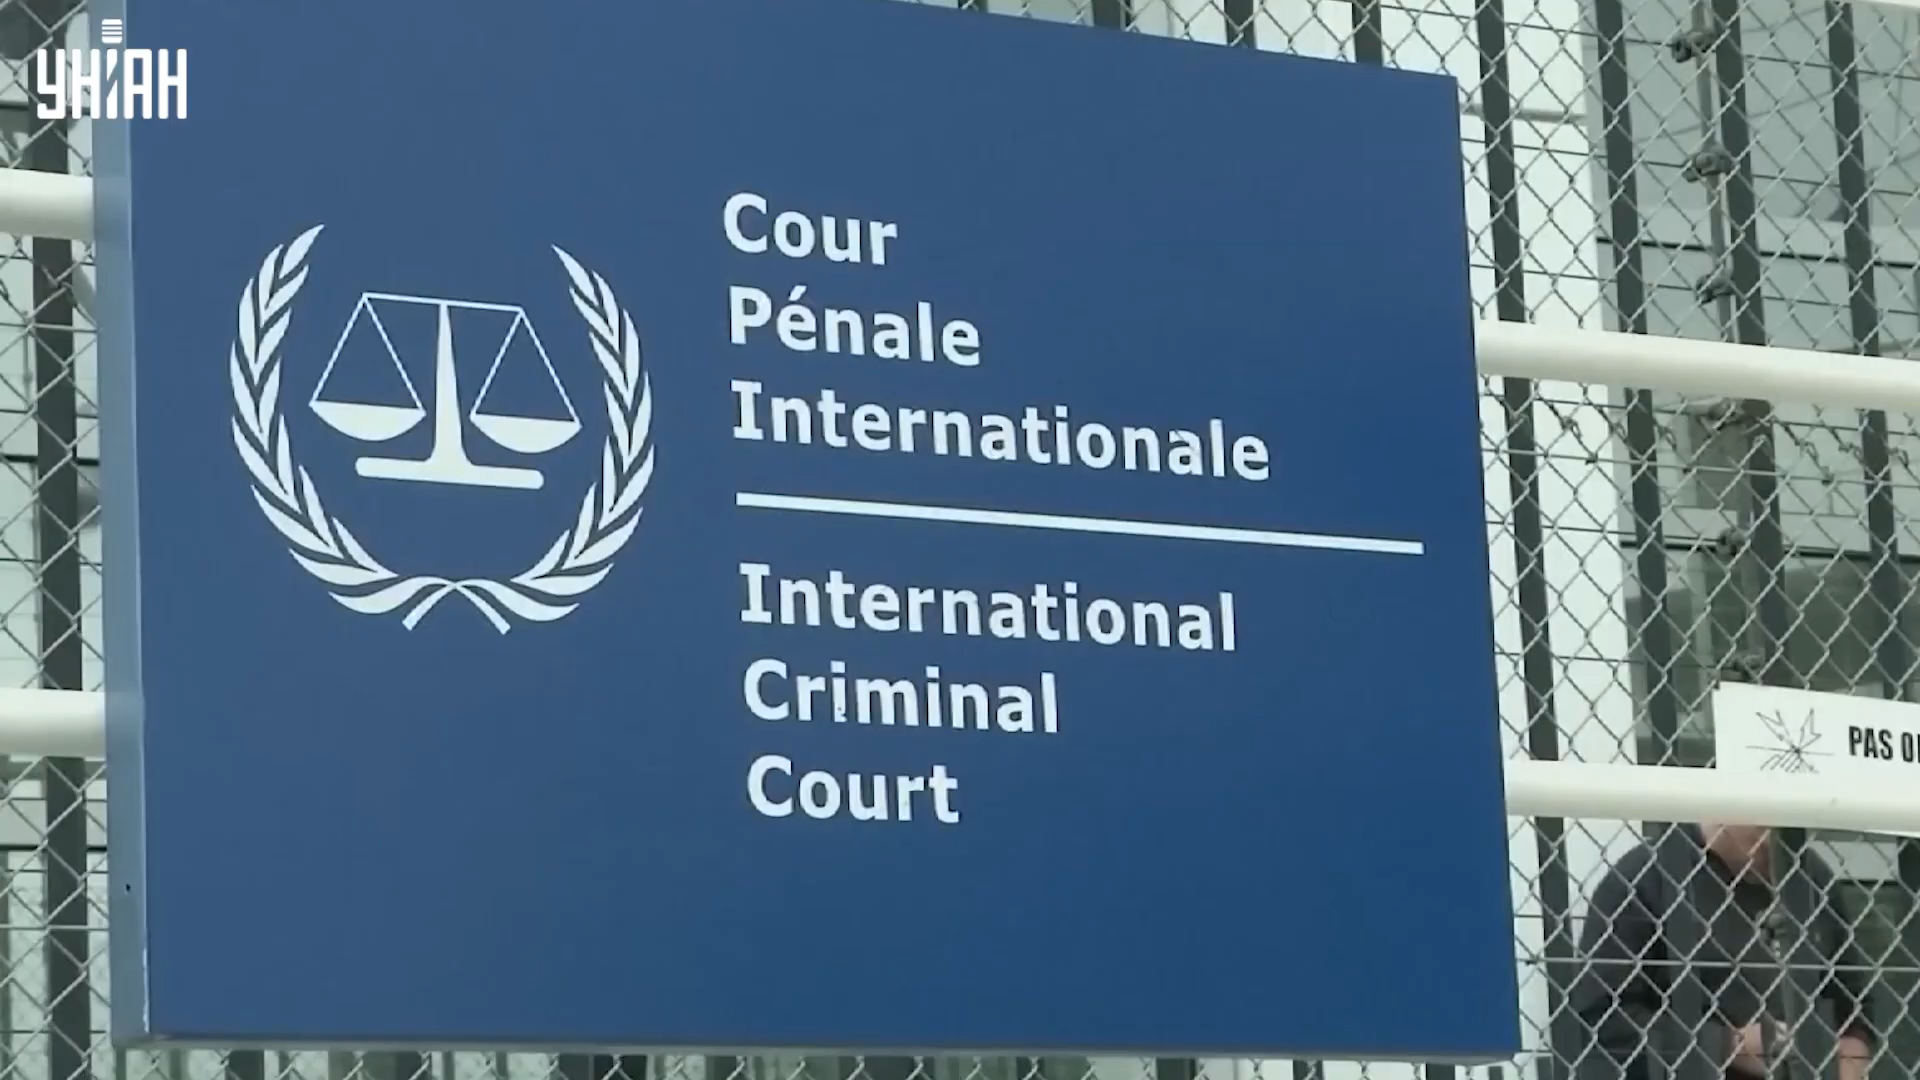 УНІАН
Cour
Pénale
Internationale
International
Criminal
Court
PAS